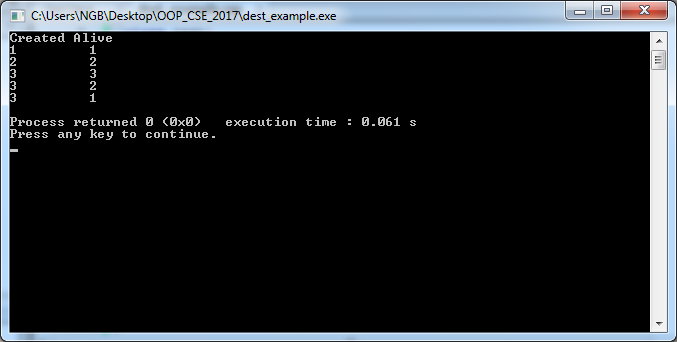 C:\Users\NGB\Desktop\OOP_CSE_2017\dest_example.exe
Created Alive
1         1
2         2
3         3
3         2
3         1
Process returned 0 (0x0)   execution time : 0.061 s
Press any key to continue.